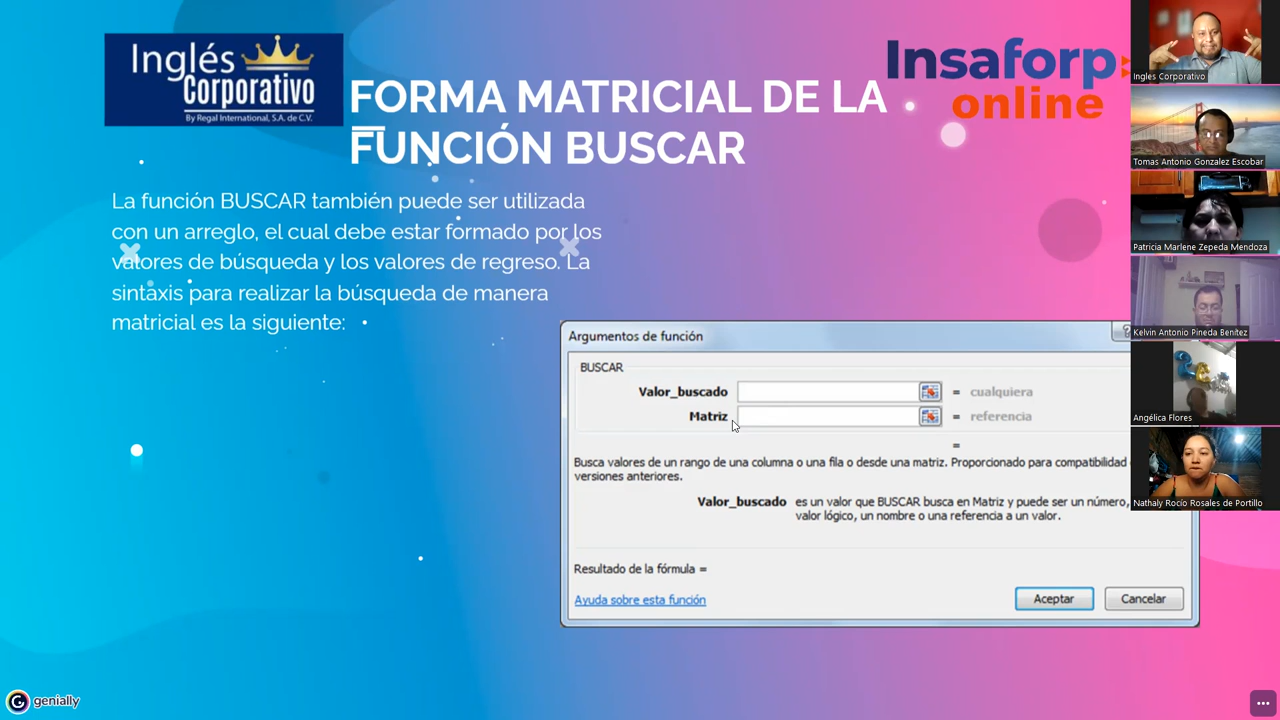 Inglés
Corporativo
By Regal International, S.A. de C.V.
FORMA MATRICIAL DE LA
FUNCIÓN BUSCAR
Insaforp
online
La función BUSCAR también puede ser utilizada
con un arreglo, el cual debe estar formado por los
valores de búsqueda y los valores de regreso. La
sintaxis para realizar la búsqueda de manera
matricial es la siguiente:
Argumentos de función
?
BUSCAR
Valor_buscado
= cualquiera
Matriz
= referencia
=
Busca valores de un rango de una columna o una fila o desde una matriz. Proporcionado para compatibilidad
versiones anteriores.
Valor_buscado es un valor que BUSCAR busca en Matriz y puede ser un número,
valor lógico, un nombre o una referencia a un valor.
Resultado de la fórmula =
Ayuda sobre esta función
Aceptar
Cancelar
Ingles Corporativo
Tomas Antonio Gonzalez Escobar
Patricia Marlene Zepeda Mendoza
Kelvin Antonio Pineda Benítez
Angélica Flores
Nathaly Rocío Rosales de Portillo
genially